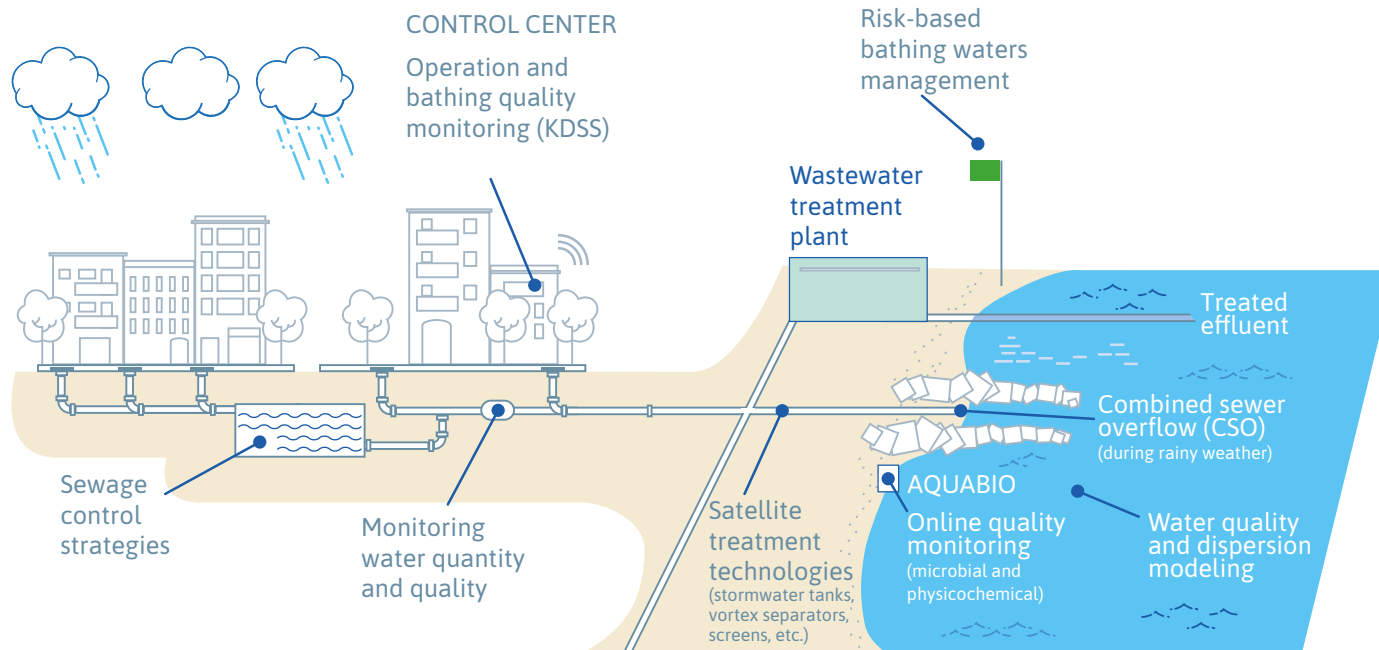 CONTROL CENTER
Operation and
bathing quality
monitoring (KDSS)
Risk-based
bathing waters
management
Wastewater
treatment
plant
Treated
effluent
Combined sewer
overflow (CSO)
(during rainy weather)
Sewage
control
strategies
Monitoring
water quantity
and quality
Satellite
treatment
technologies
(stormwater tanks,
vortex separators,
screens, etc.)
AQUABIO
Online quality
monitoring
(microbial and
physicochemical)
Water quality
and dispersion
modeling